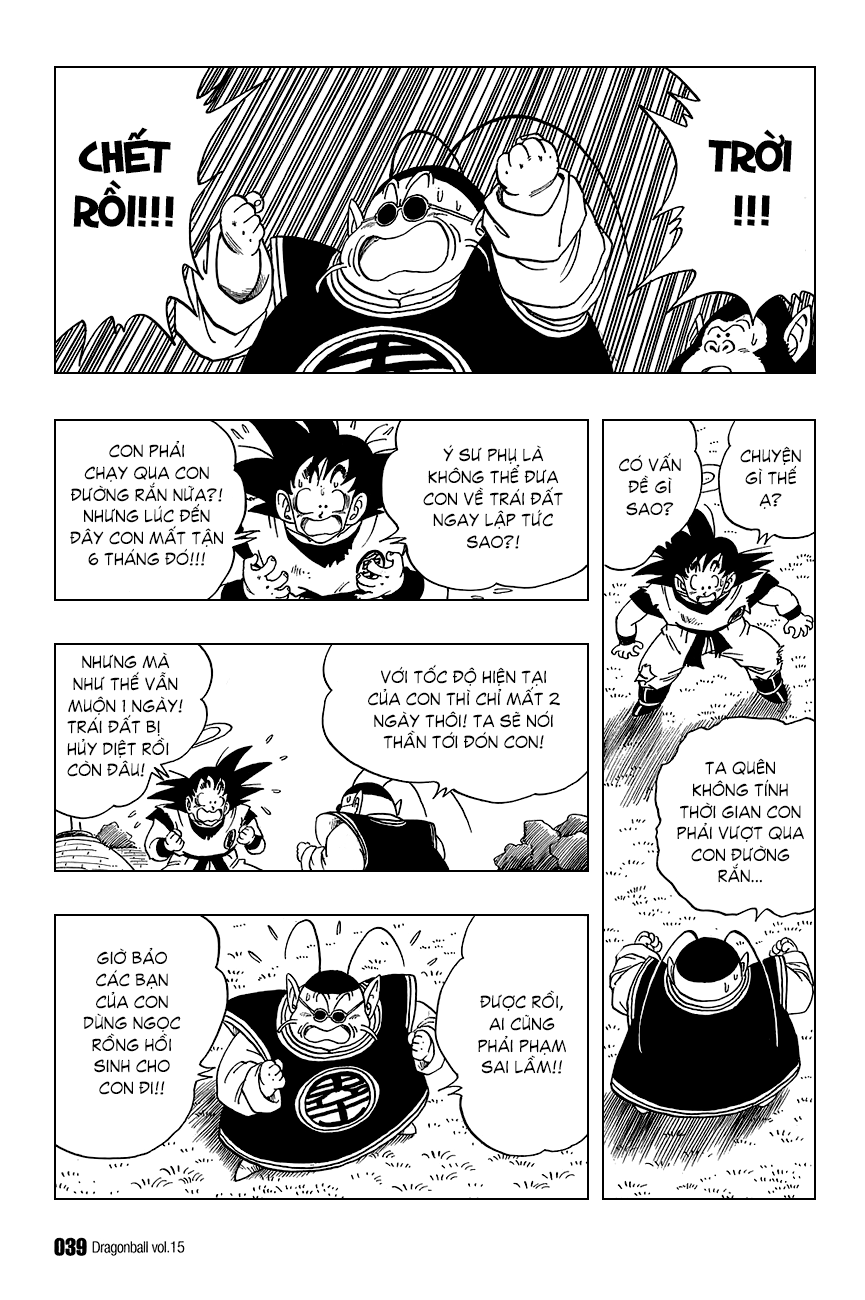 TRỜI
!!!
CHẾT
RỒI!!!
CHUYỆN
GÌ THẾ
Ạ?
CÓ VẤN
ĐỀ GÌ
SAO?
TA QUÊN
KHÔNG TÍNH
THỜI GIAN CON
PHẢI VƯỢT QUA
CON ĐƯỜNG
RẮN...
Ý SƯ PHỤ LÀ
KHÔNG THỂ ĐƯA
CON VỀ TRÁI ĐẤT
NGAY LẬP TỨC
SAO?!
CON PHẢI
CHẠY QUA CON
ĐƯỜNG RẮN NỮA?!
NHƯNG LÚC ĐẾN
ĐÂY CON MẤT TẬN
6 THÁNG ĐÓ!!!
VỚI TỐC ĐỘ HIỆN TẠI
CỦA CON THÌ CHỈ MẤT 2
NGÀY THÔI! TA SẼ NÓI
THẦN TỚI ĐÓN CON!
NHƯNG MÀ
NHƯ THẾ VẪN
MUỘN 1 NGÀY!
TRÁI ĐẤT BỊ
HỦY DIỆT RỒI
CÒN ĐÂU!
ĐƯỢC RỒI,
AI CŨNG
PHẢI PHẠM
SAI LẦM!!
GIỜ BẢO
CÁC BẠN
CỦA CON
DÙNG NGỌC
RỒNG HỒI
SINH CHO
CON ĐI!!
039 Dragonball vol.15